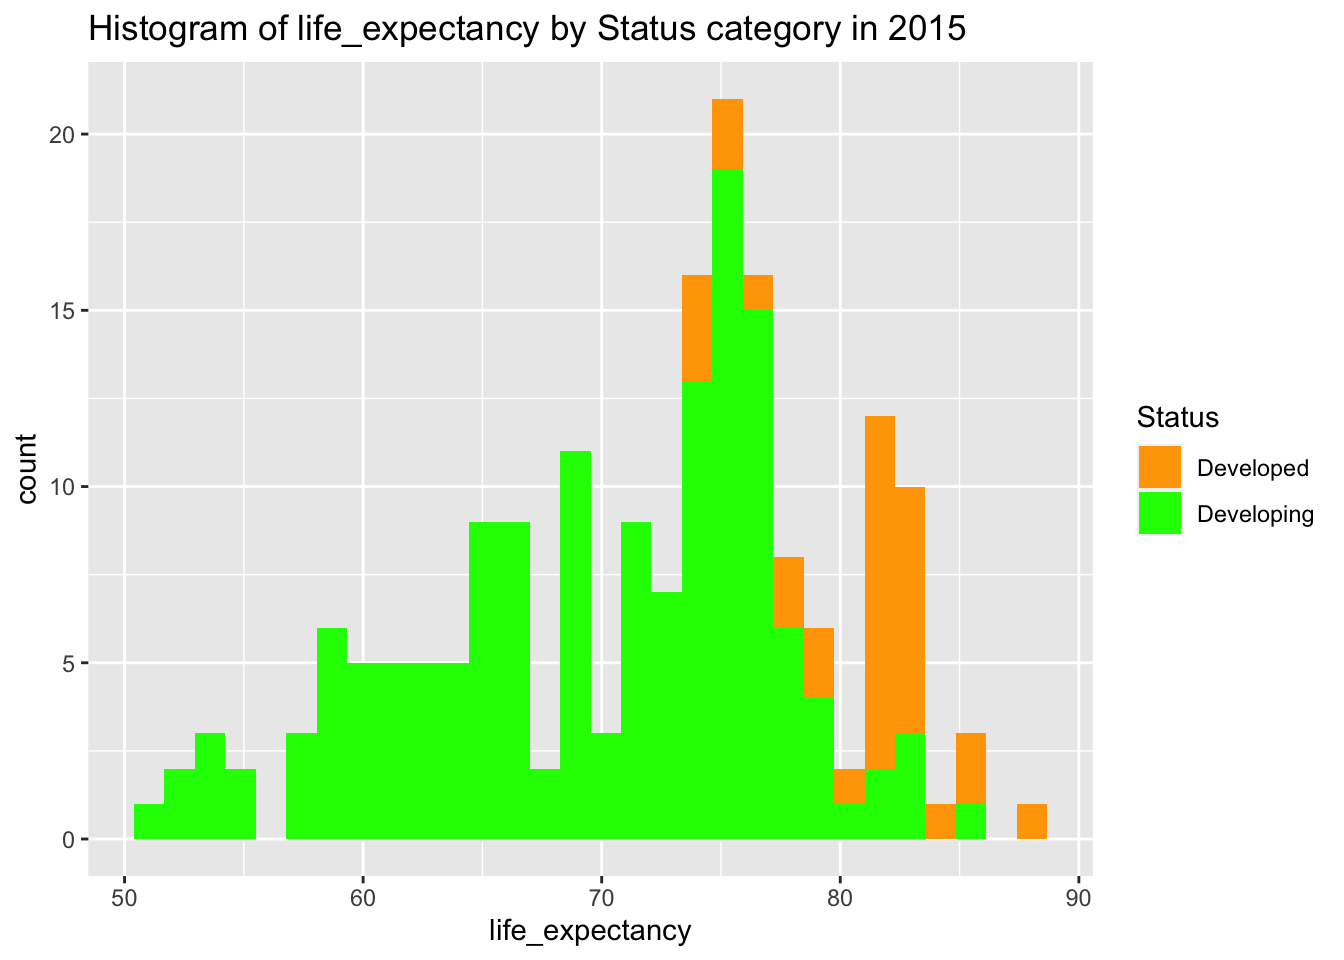 Histogram of life_expectancy by Status category in 2015
20
15
10
5
0
count
50 60 70 80 90
life_expectancy
Status
Developed
Developing